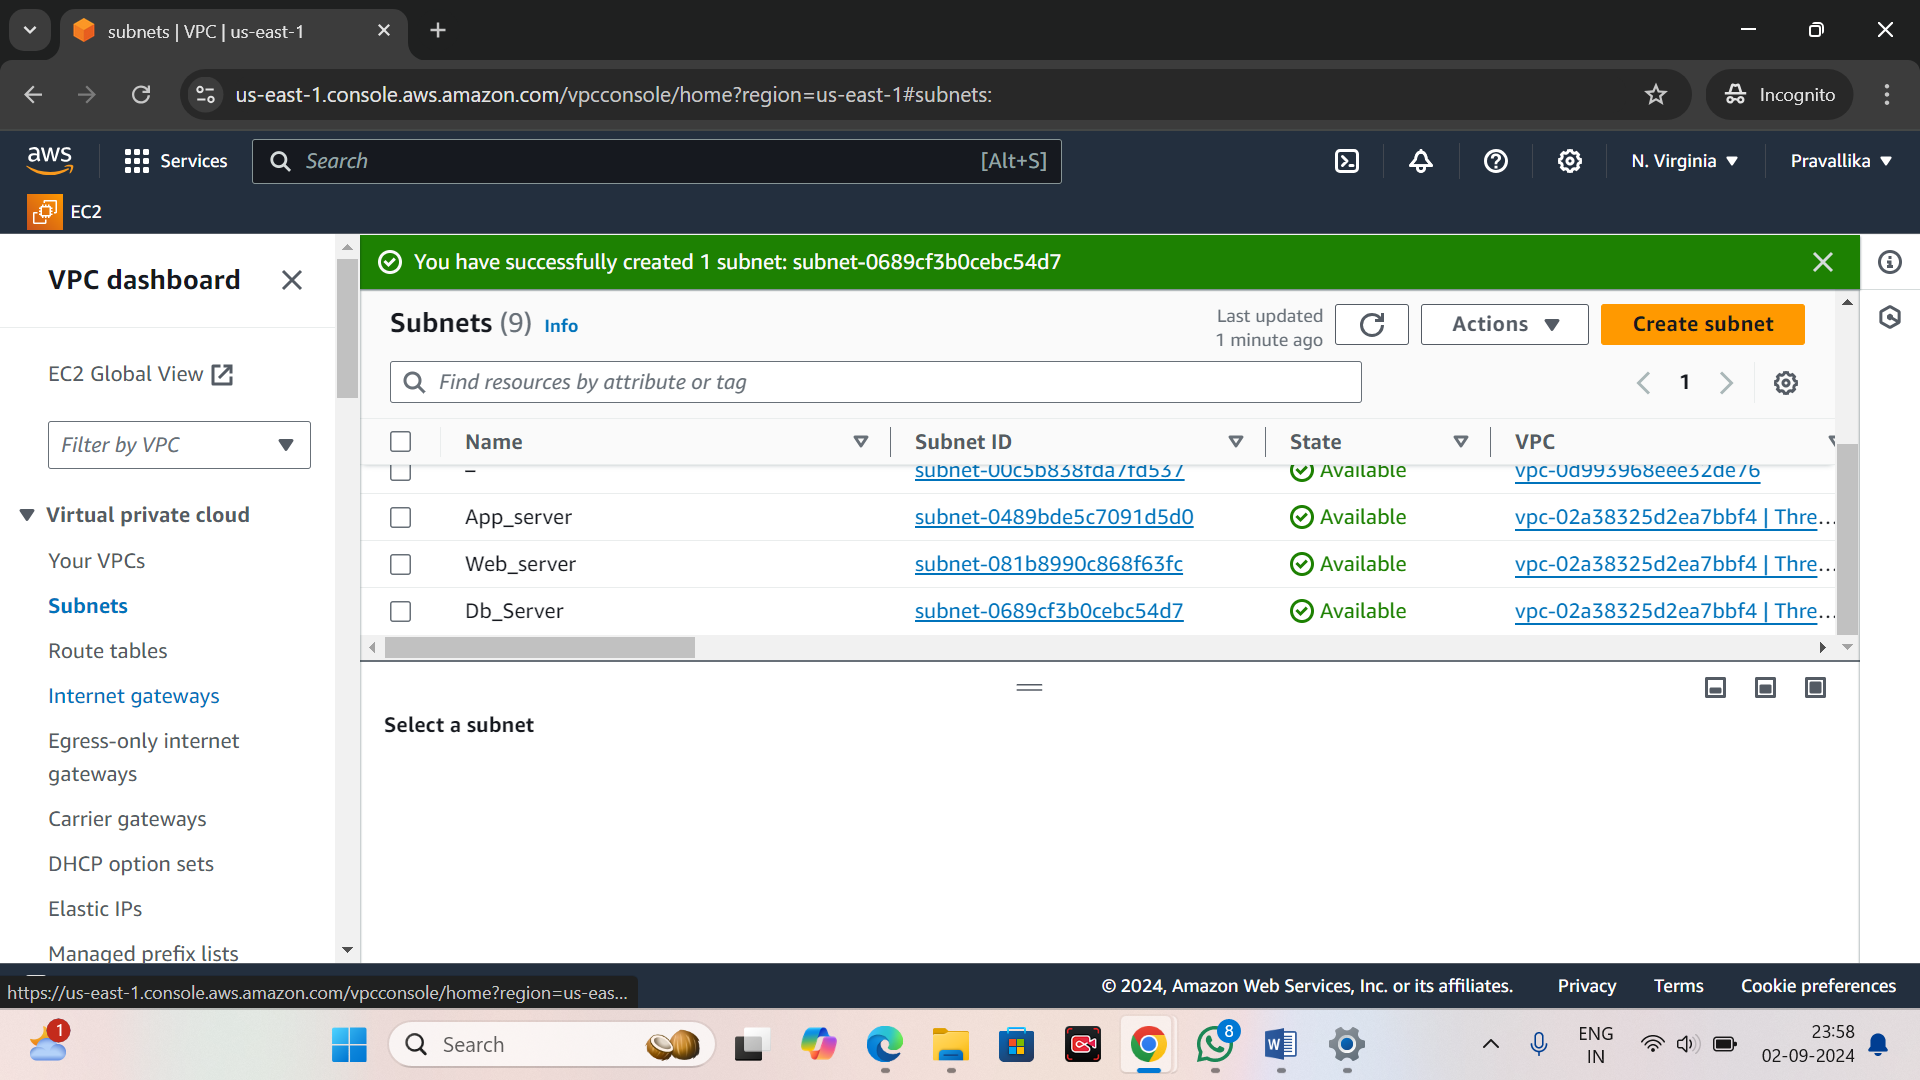 subnets | VPC | us-east-1
us-east-1.console.aws.amazon.com/vpcconsole/home?region=us-east-1#subnets:
Incognito
aws
Services
Search
[Alt+S]
N. Virginia
Pravallika
EC2
VPC dashboard
EC2 Global View
Filter by VPC
Virtual private cloud
Your VPCs
Subnets
Route tables
Internet gateways
Egress-only internet
gateways
Carrier gateways
DHCP option sets
Elastic IPs
Managed prefix lists
You have successfully created 1 subnet: subnet-0689cf3b0cebc54d7
Subnets (9) Info
Last updated
1 minute ago
Actions
Create subnet
Find resources by attribute or tag
1
Name Subnet ID State VPC
– subnet-00c5b838fda7fd537 Available vpc-0d993968eee32de76
App_server subnet-0489bde5c7091d5d0 Available vpc-02a38325d2ea7bbf4 | Thre...
Web_server subnet-081b8990c868f63fc Available vpc-02a38325d2ea7bbf4 | Thre...
Db_Server subnet-0689cf3b0cebc54d7 Available vpc-02a38325d2ea7bbf4 | Thre...
Select a subnet
© 2024, Amazon Web Services, Inc. or its affiliates. Privacy Terms Cookie preferences
https://us-east-1.console.aws.amazon.com/vpcconsole/home?region=us-eas...
1
Search
8
W
ENG
IN
23:58
02-09-2024